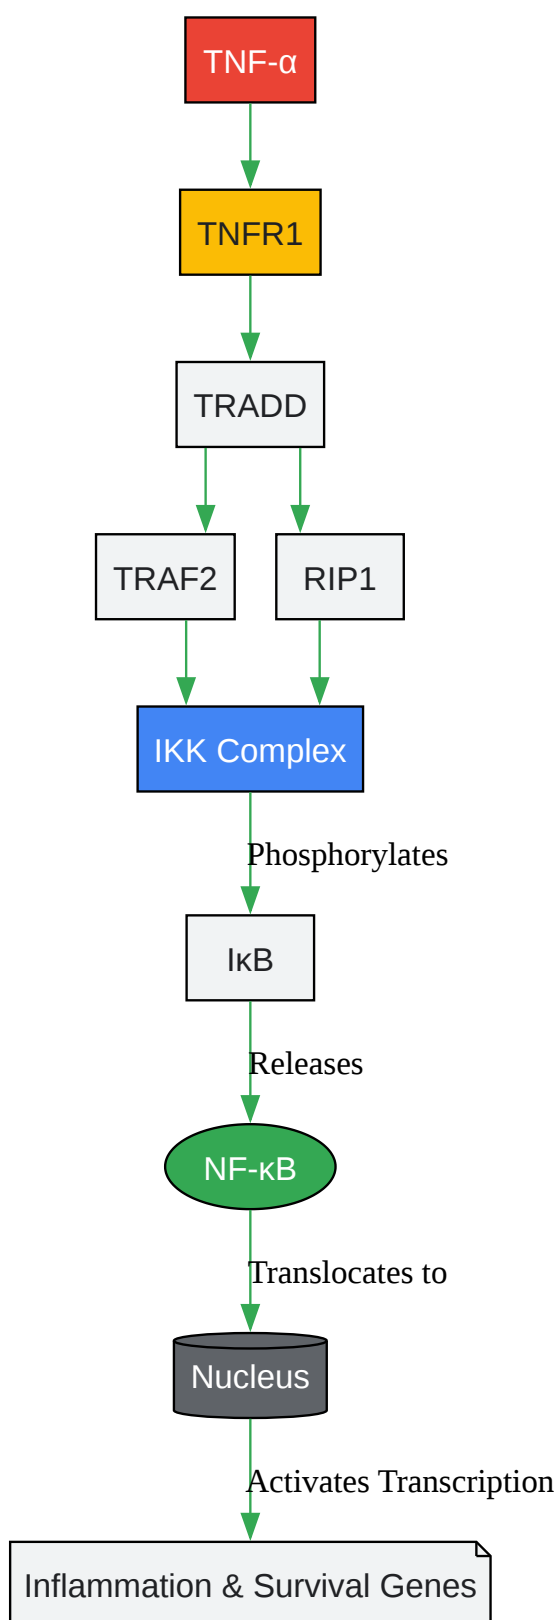 TNF-α
TNFR1
TRADD
TRAF2
RIP1
IKK Complex
Phosphorylates
IκB
Releases
NF-κB
Translocates to
Nucleus
Activates Transcription
Inflammation & Survival Genes